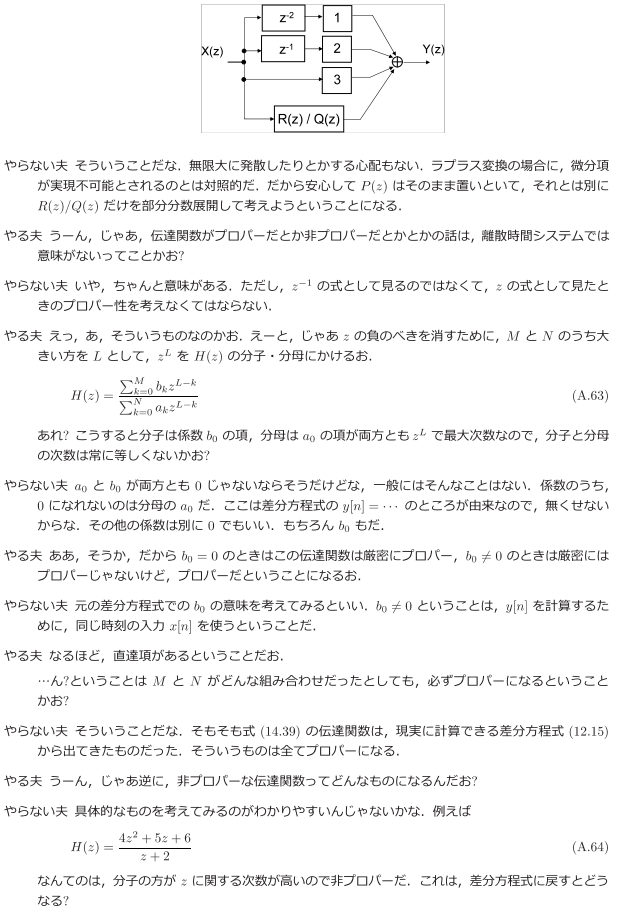 z-2
1
X(z)
z-1
2
Y(z)
3
R(z) / Q(z)
やらない夫 そういうことだな．無限大に発散したりとかする心配もない．ラプラス変換の場合に，微分項
が実現不可能とされるのとは対照的だ．だから安心して P(z) はそのまま置いといて，それとは別に
R(z)/Q(z) だけを部分分数展開して考えようということになる．
やる夫 うーん，じゃあ，伝達関数がプロパーだとか非プロパーだとかとかの話は，離散時間システムでは
意味がないってことかお?
やらない夫 いや，ちゃんと意味がある．ただし，z⁻¹ の式として見るのではなくて，z の式として見たと
きのプロパー性を考えなくてはならない．
やる夫 えっ，あ，そういうものなのかお．えーと，じゃあ z の負のべきを消すために，M と N のうち大
きい方を L として，z^L を H(z) の分子・分母にかけるお．
H(z) = \frac{\sum_{k=0}^{M} b_k z^{L-k}}{\sum_{k=0}^{N} a_k z^{L-k}} (A.63)
あれ? こうすると分子は係数 b₀ の項，分母は a₀ の項が両方とも z^L で最大次数なので，分子と分母
の次数は常に等しくないかお?
やらない夫 a₀ と b₀ が両方とも 0 じゃないならそうだけどな，一般にはそんなことはない．係数のうち，
0 になれないのは分母の a₀ だ．ここは差分方程式の y[n] = ⋯ のところが由来なので，無くせない
からな．その他の係数は別に 0 でもいい．もちろん b₀ もだ．
やる夫 ああ，そうか，だから b₀ = 0 のときはこの伝達関数は厳密にプロパー，b₀ ≠ 0 のときは厳密には
プロパーじゃないけど，プロパーだということになるお．
やらない夫 元の差分方程式での b₀ の意味を考えてみるといい．b₀ ≠ 0 ということは，y[n] を計算するた
めに，同じ時刻の入力 x[n] を使うということだ．
やる夫 なるほど，直達項があるということだお．
…ん?ということは M と N がどんな組み合わせだったとしても，必ずプロパーになるということ
かお?
やらない夫 そういうことだな．そもそも式 (14.39) の伝達関数は，現実に計算できる差分方程式 (12.15)
から出てきたものだった．そういうものは全てプロパーになる．
やる夫 うーん，じゃあ逆に，非プロパーな伝達関数ってどんなものになるんだお?
やらない夫 具体的なものを考えてみるのがわかりやすいんじゃないかな．例えば
H(z) = \frac{4z^2 + 5z + 6}{z + 2} (A.64)
なんてのは，分子の方が z に関する次数が高いので非プロパーだ．これは，差分方程式に戻すとどう
なる?